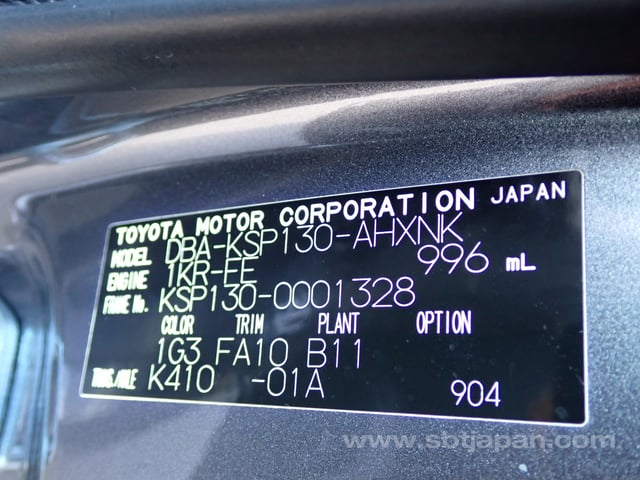 TOYOTA MOTOR CORPORATION JAPAN
MODEL DBA-KSP130-AHXNK
ENGINE 1KR-FE 996 mL
FRAME No. KSP130-0001328
COLOR TRIM PLANT OPTION
1G3 FA10 B11
TRANS/AXLE K410 -01A 904
www.sbtjapan.com